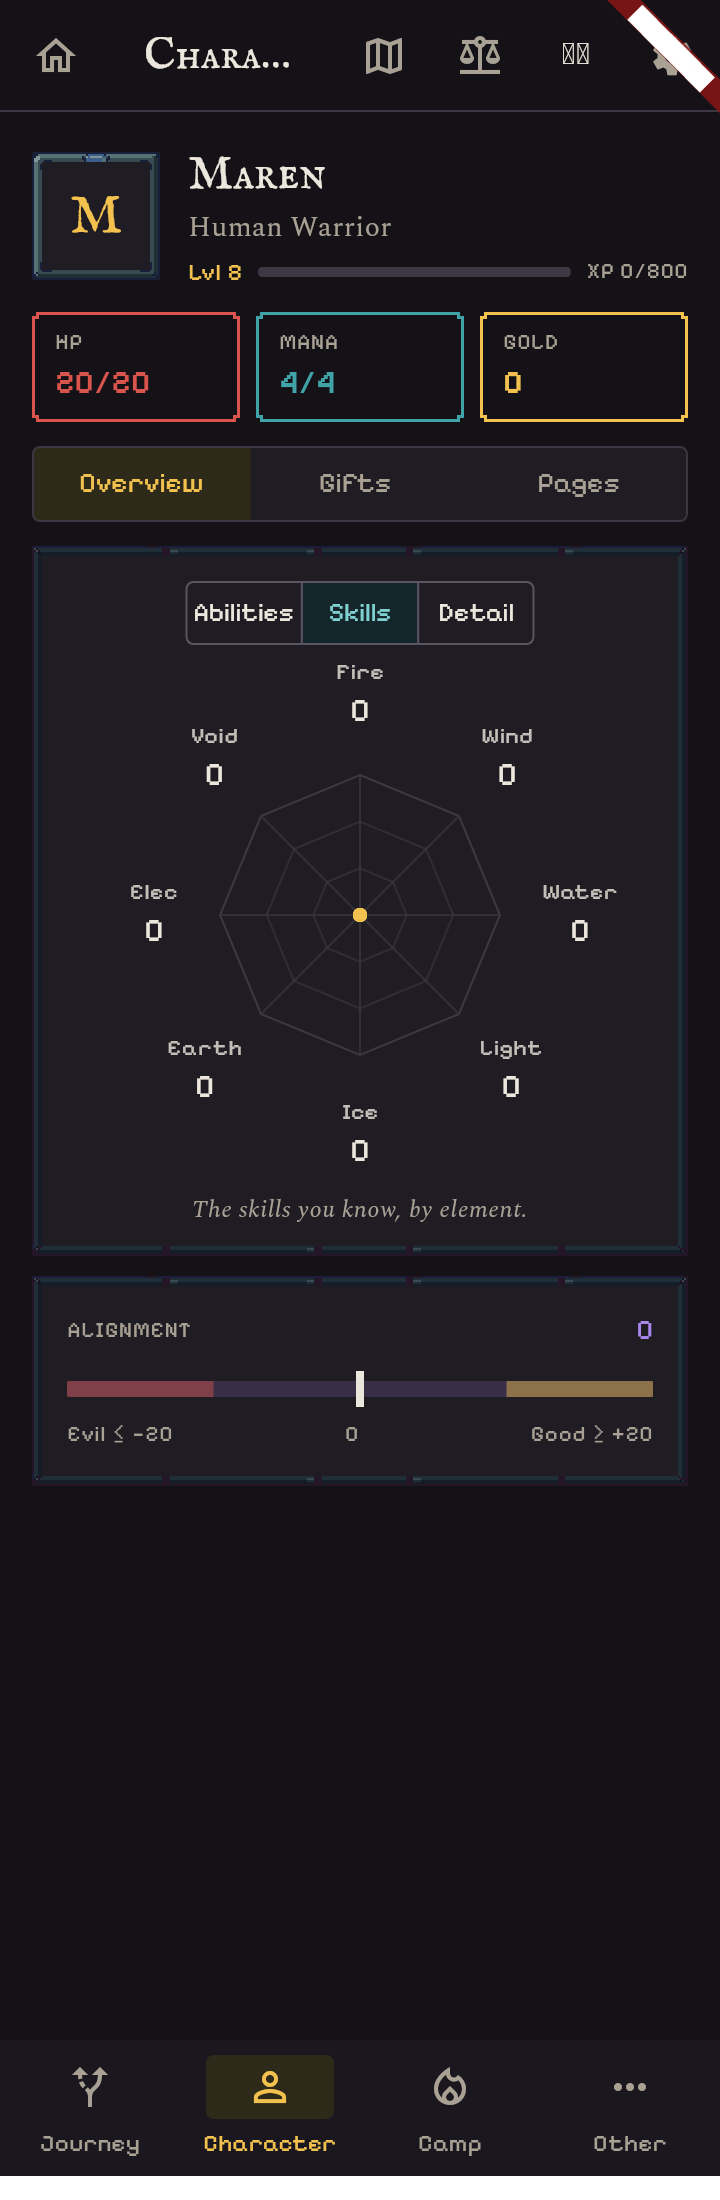 Chara...
M
Maren
Human Warrior
Lvl 8
XP 0/800
HP
MANA
GOLD
80/80
4/4
0
Overview
Gifts
Pages
Abilities
Skills
Detail
Fire
0
Void
Wind
0
0
Elec
Water
0
0
Earth
Light
0
0
Ice
0
The skills you know, by element.
ALIGNMENT
0
Evil ≤ -20
0
Good ≥ +20
Journey
Character
Camp
Other